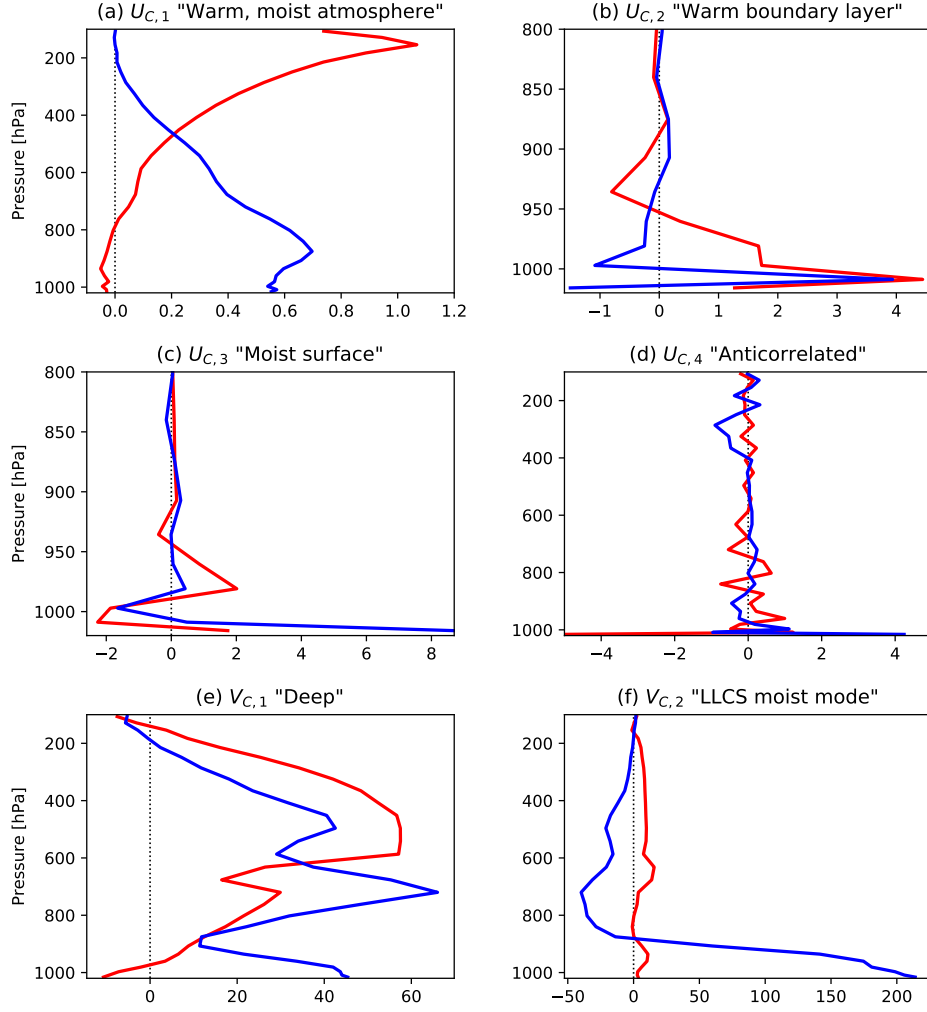 (a) U_{C,1} "Warm, moist atmosphere"
(b) U_{C,2} "Warm boundary layer"
Pressure [hPa]
200
400
600
800
1000
0.0 0.2 0.4 0.6 0.8 1.0 1.2
800
850
900
950
1000
−1 0 1 2 3 4
(c) U_{C,3} "Moist surface"
(d) U_{C,4} "Anticorrelated"
Pressure [hPa]
800
850
900
950
1000
−2 0 2 4 6 8
200
400
600
800
1000
−4 −2 0 2 4
(e) V_{C,1} "Deep"
(f) V_{C,2} "LLCS moist mode"
Pressure [hPa]
200
400
600
800
1000
0 20 40 60
200
400
600
800
1000
−50 0 50 100 150 200